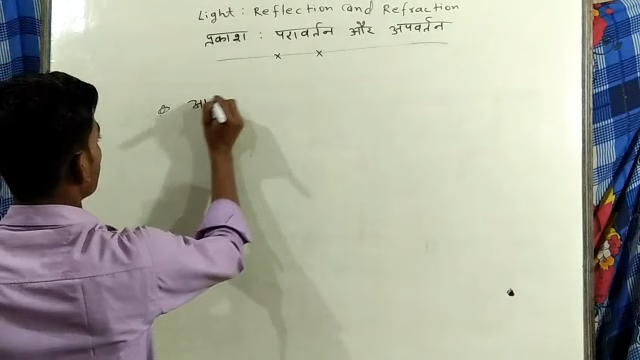 Light : Reflection and Refraction
प्रकाश : परावर्तन और अपवर्तन
x x
आ